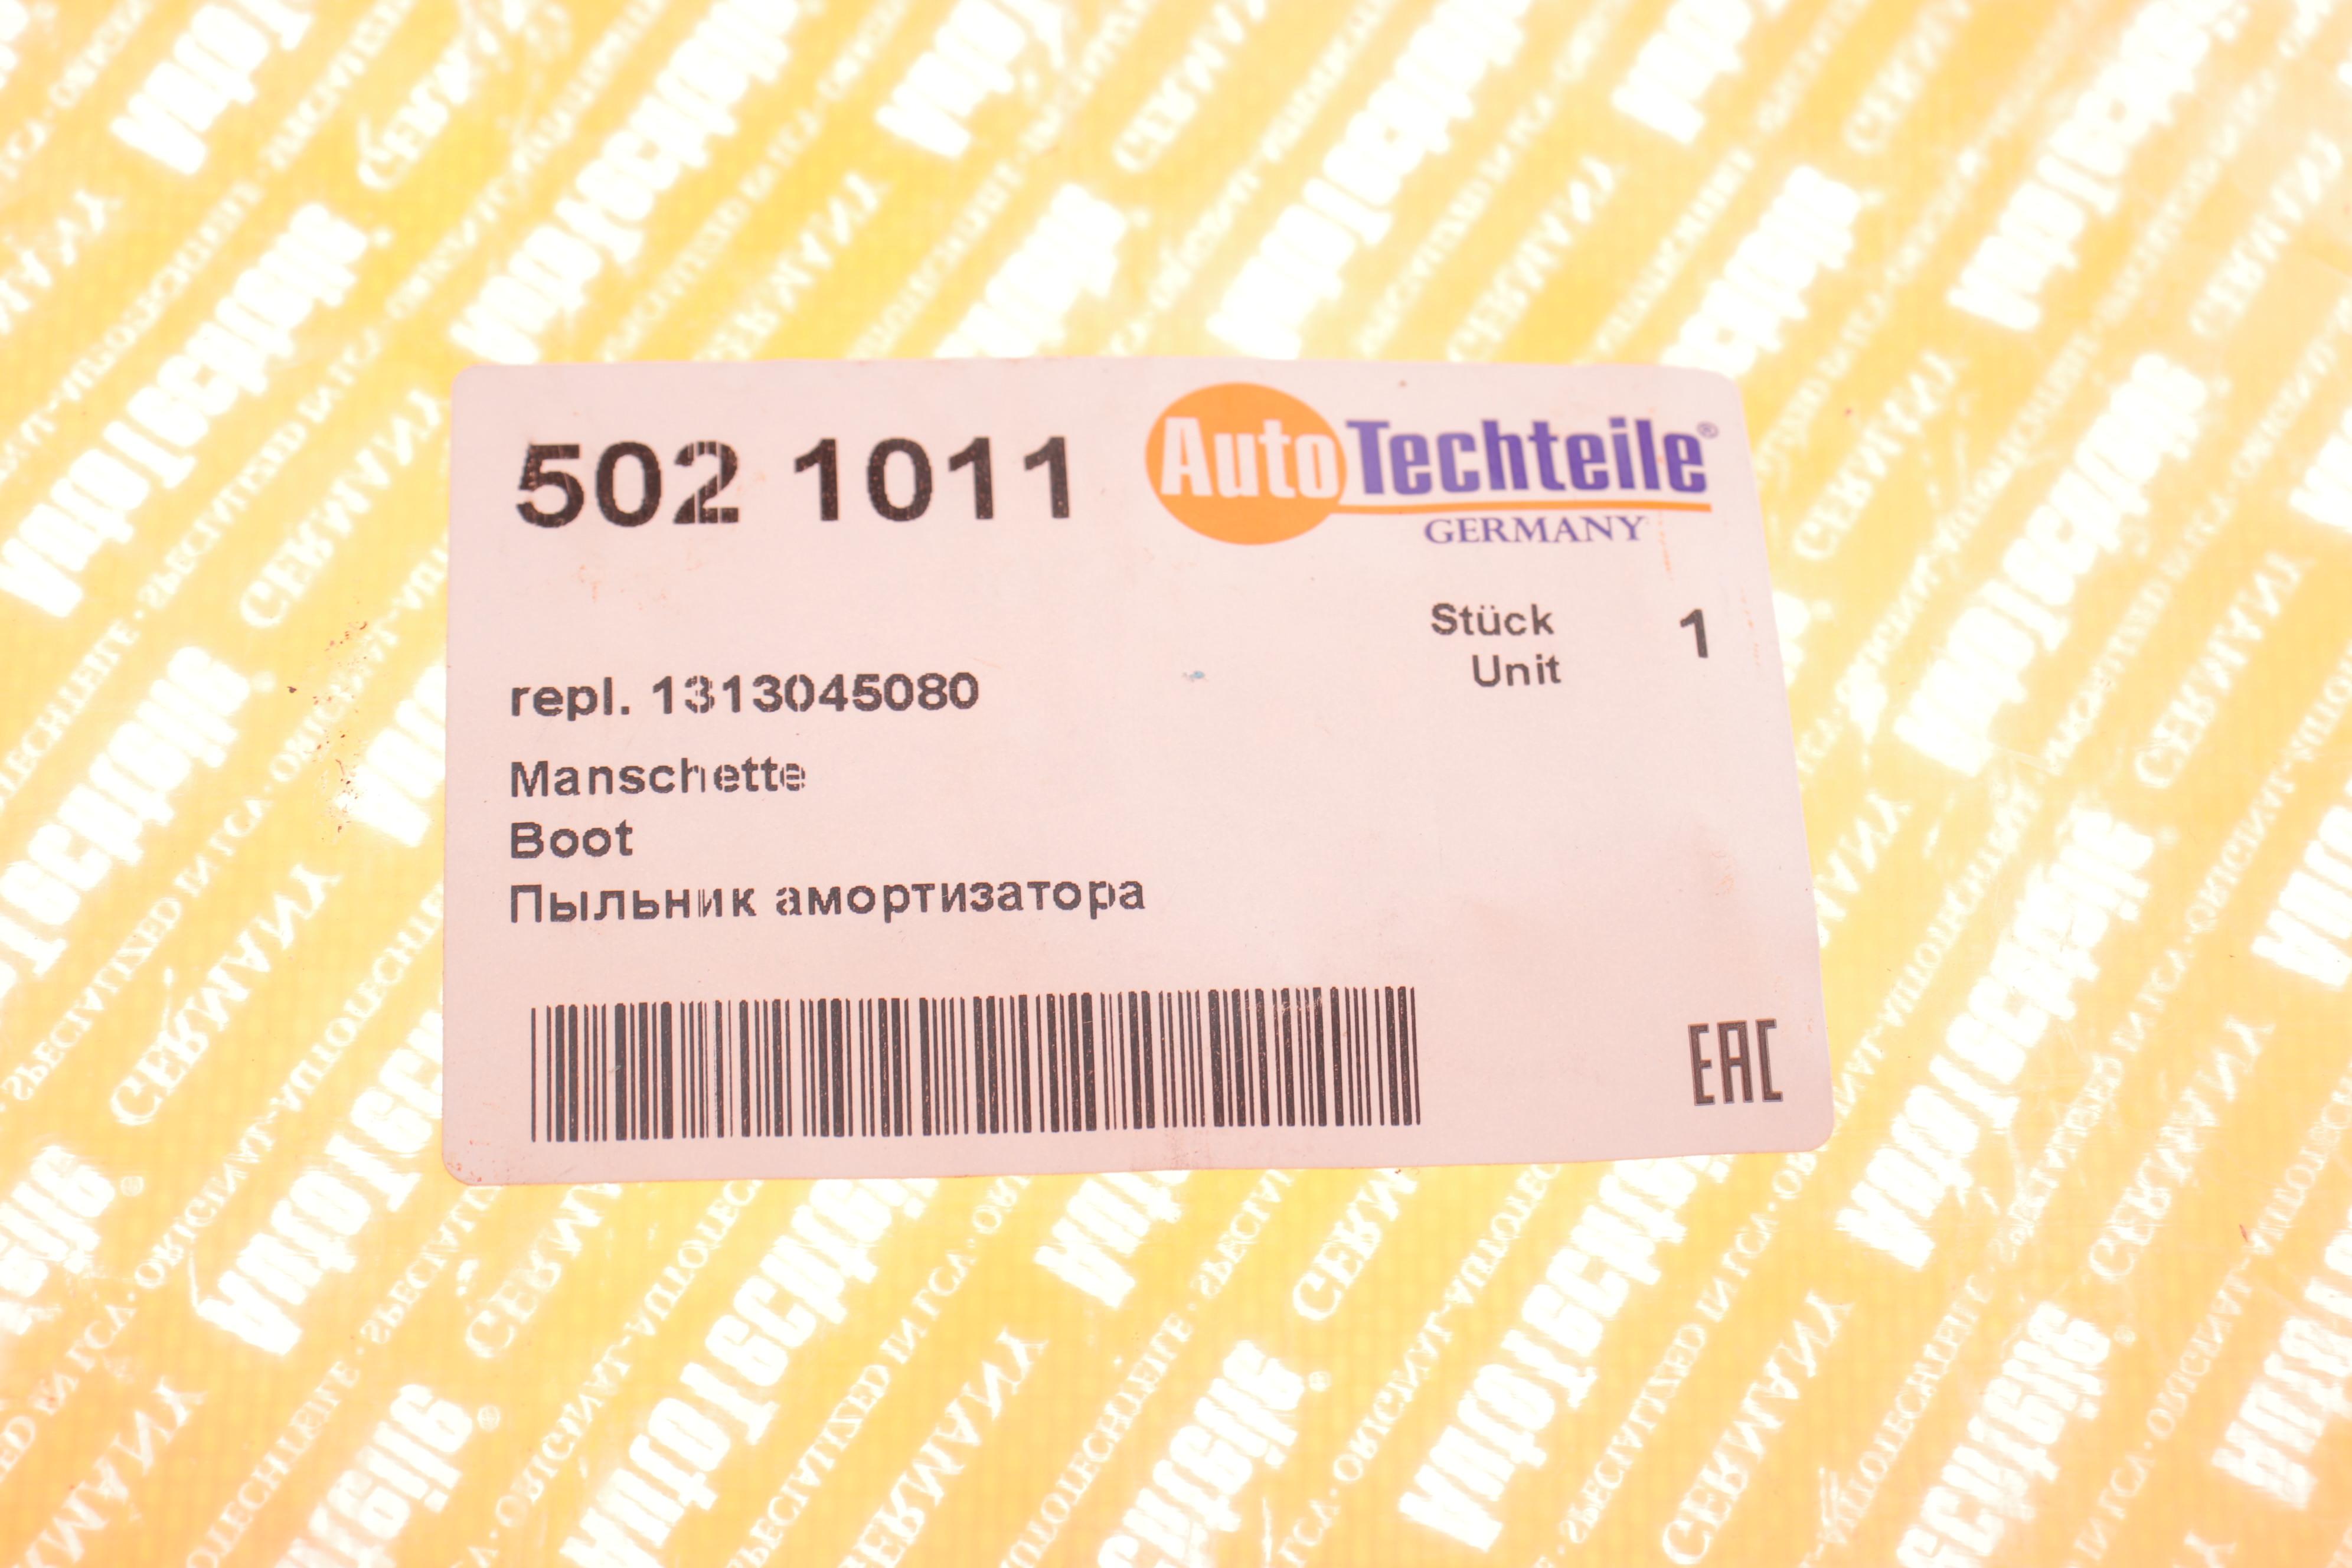 502 1011
AutoTechteile®
GERMANY
Stück 1
Unit
repl. 1313045080
Manschette
Boot
Пыльник амортизатора
EAC